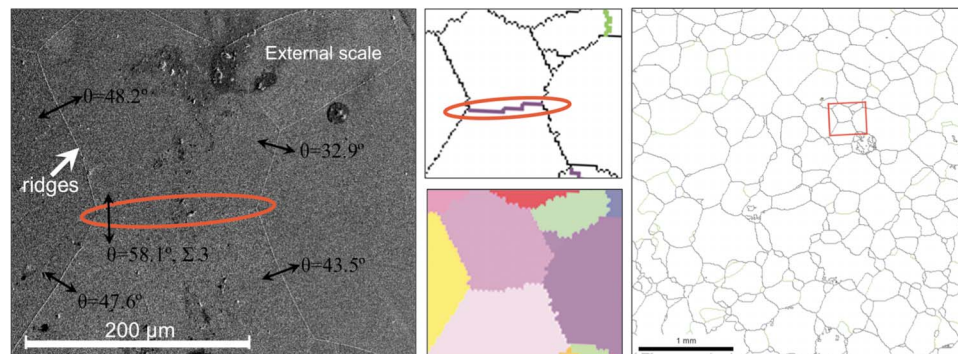 External scale
θ=48.2º
θ=32.9º
ridges
θ=58.1º, Σ3
θ=43.5º
θ=47.6º
200 µm
1 mm